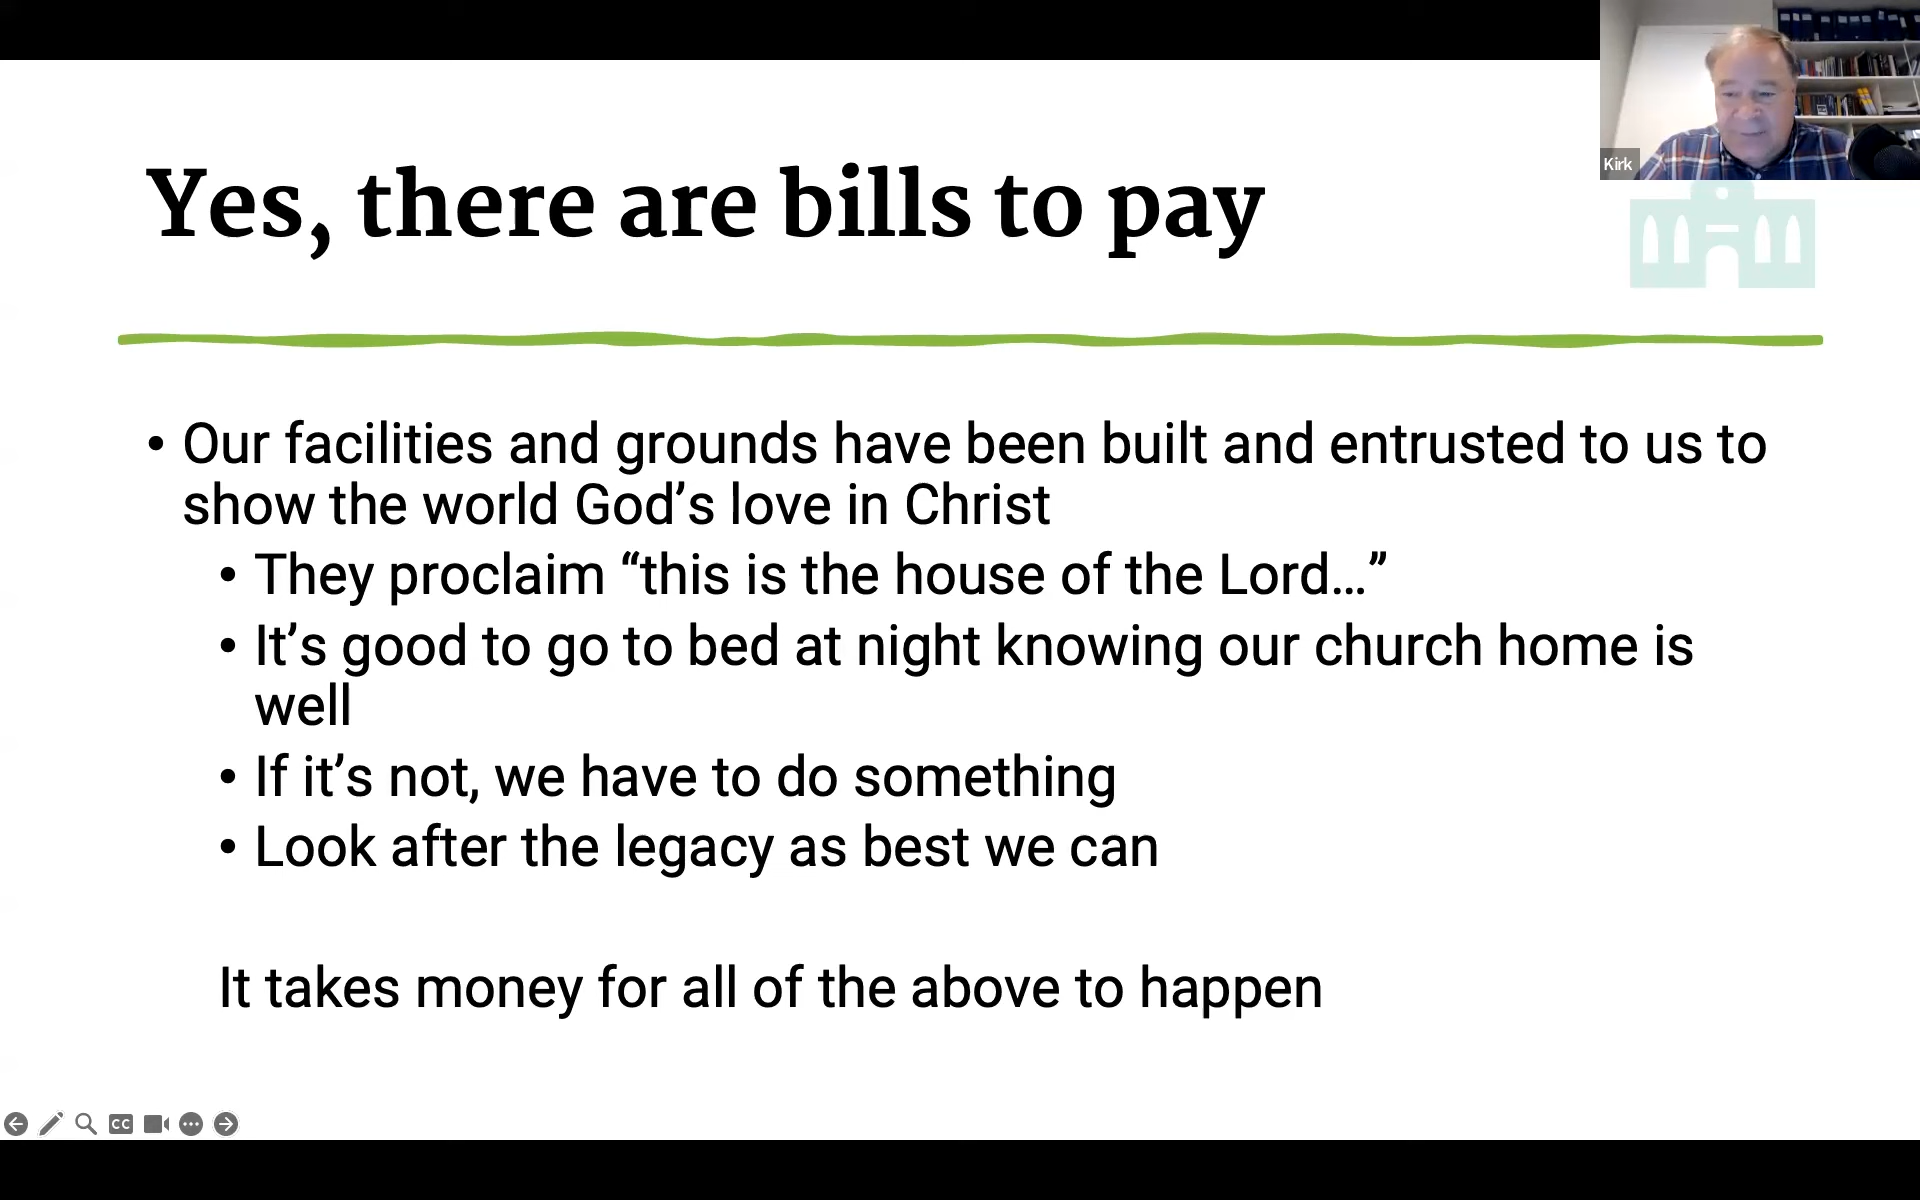 Kirk
Yes, there are bills to pay
• Our facilities and grounds have been built and entrusted to us to
show the world God’s love in Christ
• They proclaim “this is the house of the Lord…”
• It’s good to go to bed at night knowing our church home is
well
• If it’s not, we have to do something
• Look after the legacy as best we can
It takes money for all of the above to happen
CC